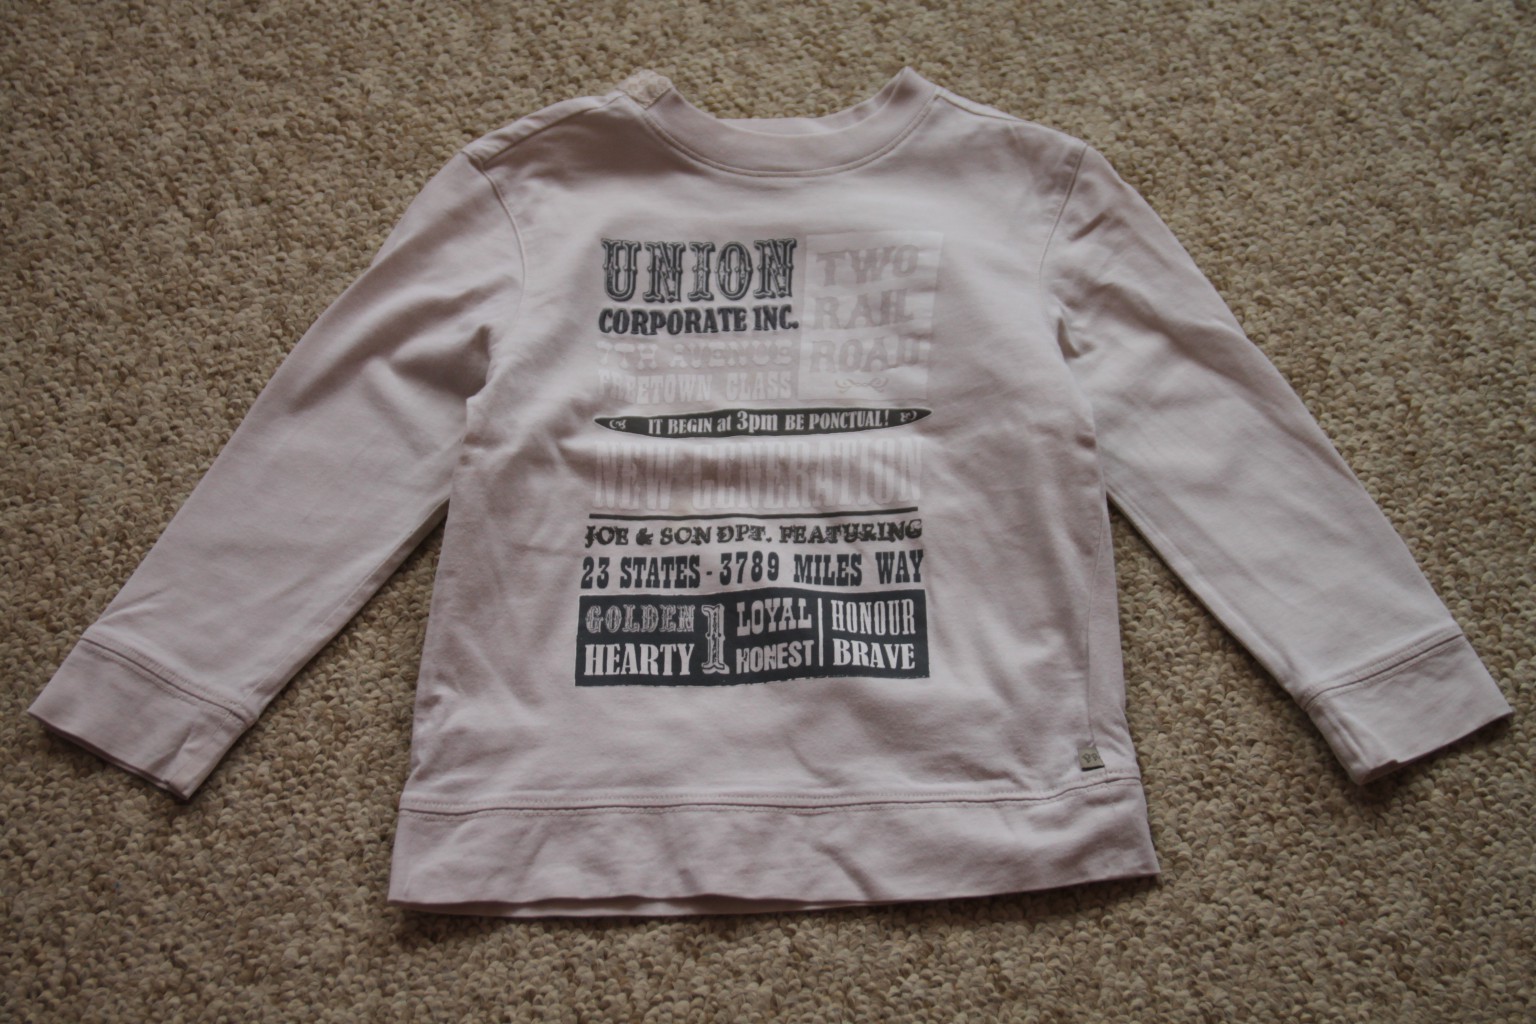 UNION
CORPORATE INC.
TWO
RAIL
ROAD
7TH AVENUE
FREETOWN CLASS
IT BEGIN at 3pm BE PONCTUAL!
NEW GENERATION
JOE & SON DPT. FEATURING
23 STATES - 3789 MILES WAY
GOLDEN
HEARTY
1
LOYAL
HONEST
HONOUR
BRAVE